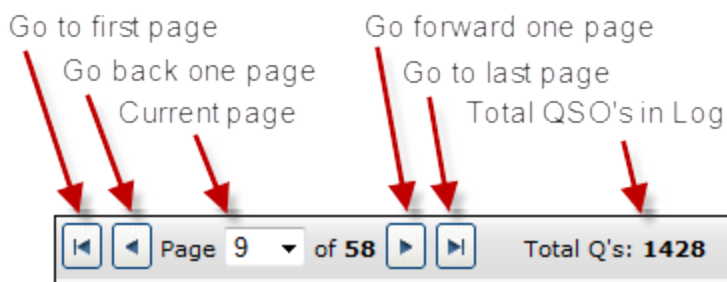 Go to first page
Go forward one page
Go back one page
Go to last page
Current page
Total QSO's in Log
Page 9 of 58 Total Q's: 1428